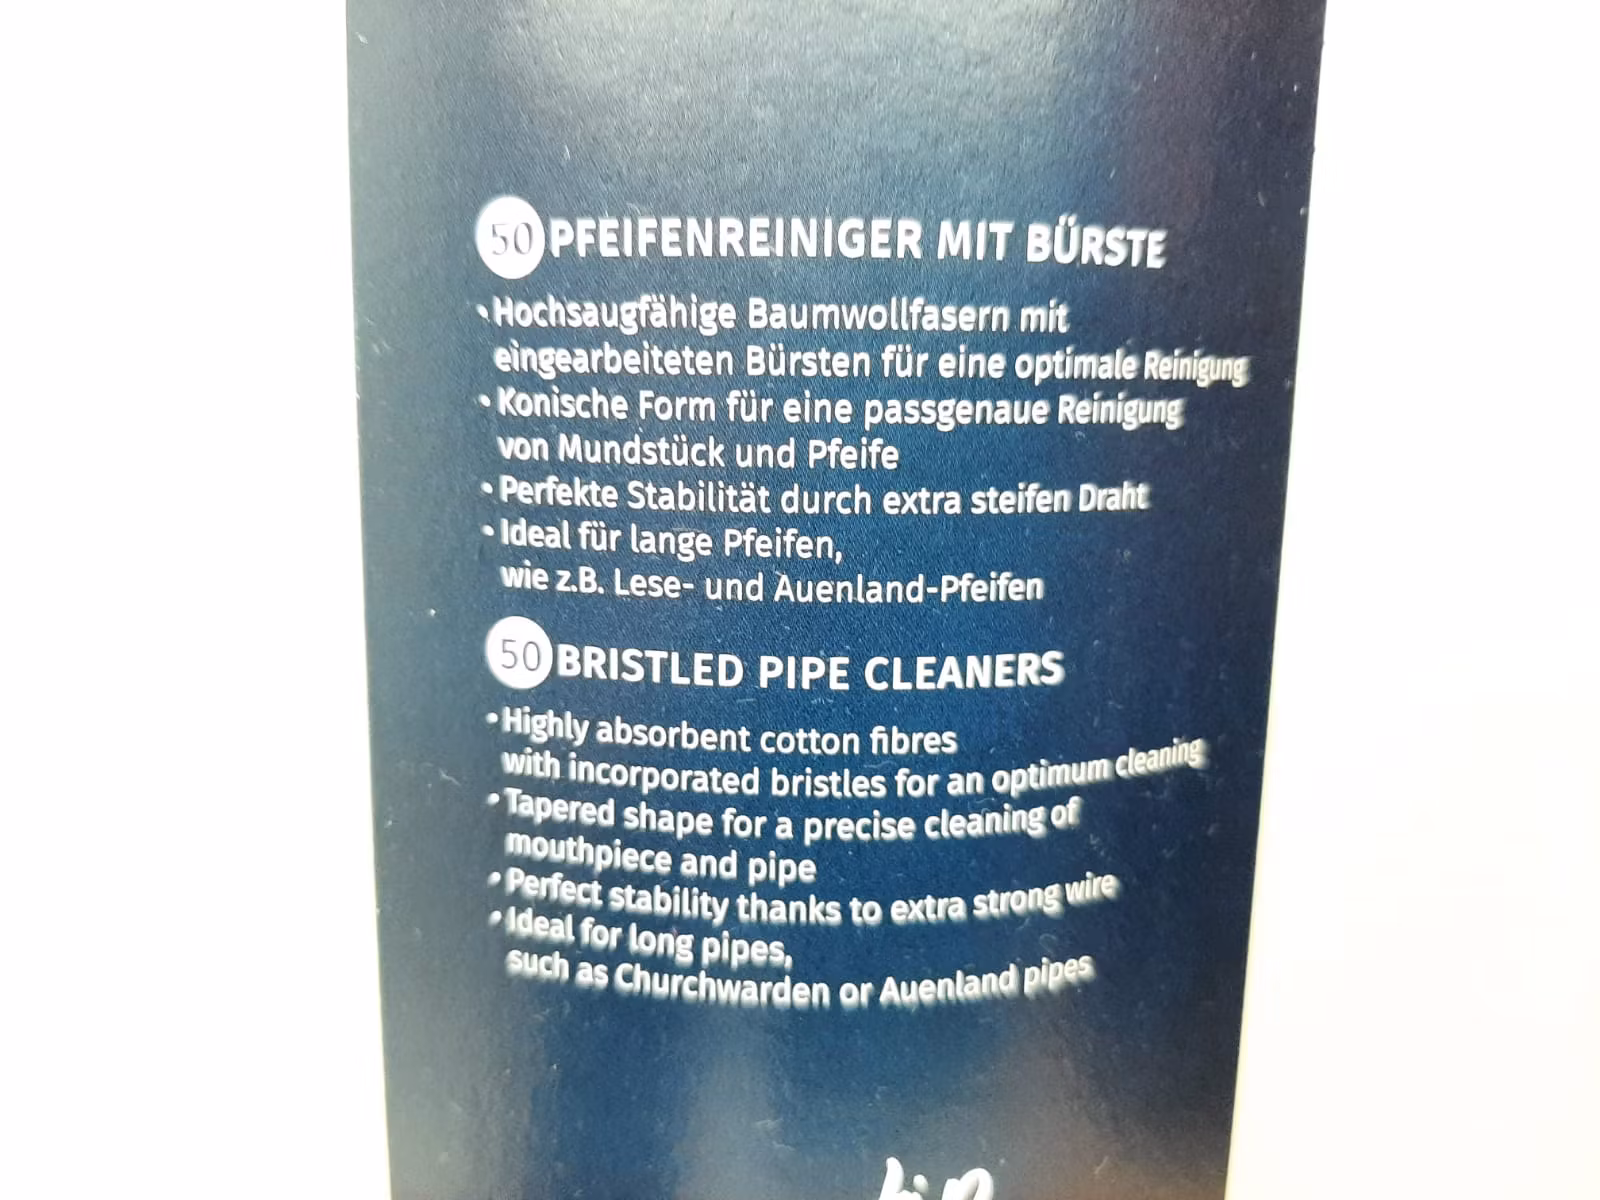 50 PFEIFENREINIGER MIT BÜRSTE
• Hochsaugfähige Baumwollfasern mit
eingearbeiteten Bürsten für eine optimale Reinigung
• Konische Form für eine passgenaue Reinigung
von Mundstück und Pfeife
• Perfekte Stabilität durch extra steifen Draht
• Ideal für lange Pfeifen,
wie z.B. Lese- und Auenland-Pfeifen
50 BRISTLED PIPE CLEANERS
• Highly absorbent cotton fibres
with incorporated bristles for an optimum cleaning
• Tapered shape for a precise cleaning of
mouthpiece and pipe
• Perfect stability thanks to extra strong wire
• Ideal for long pipes,
such as Churchwarden or Auenland pipes